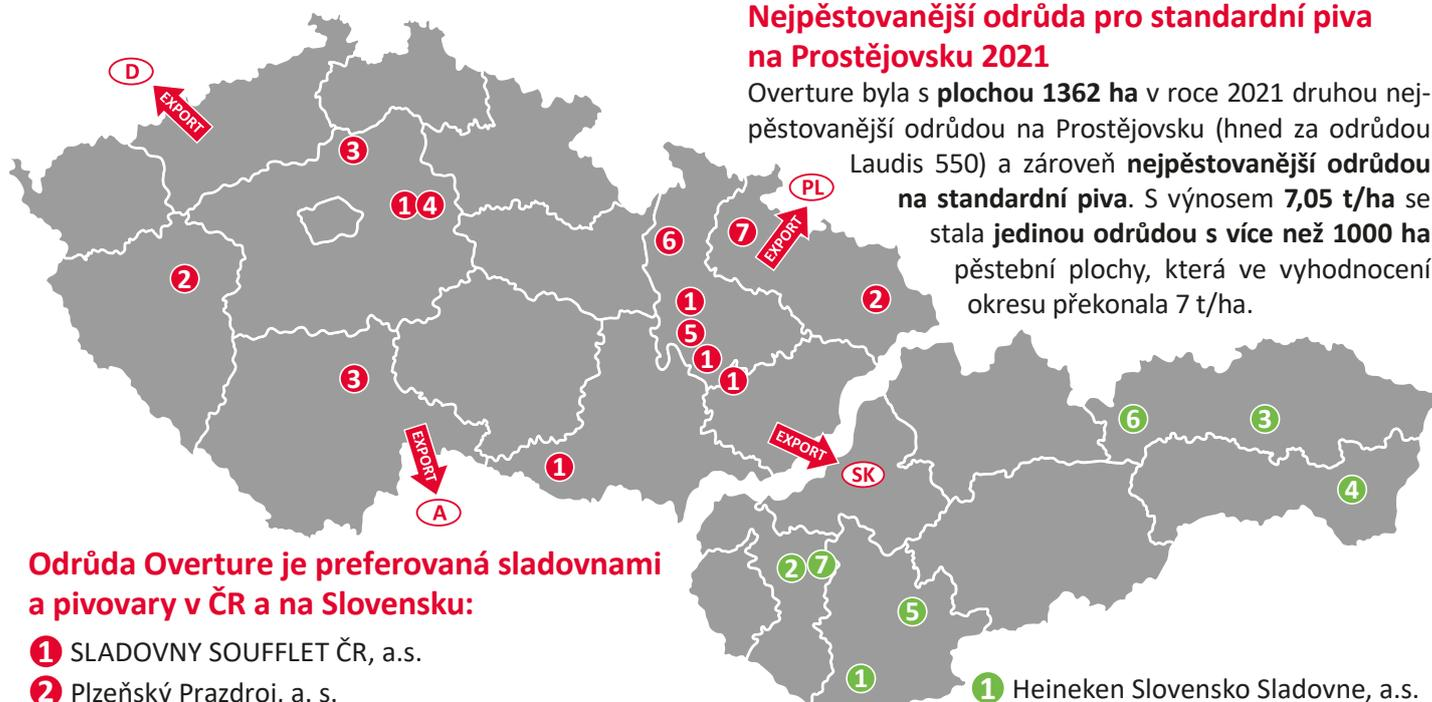 Nejpěstovanější odrůda pro standardní piva
na Prostějovsku 2021
Overture byla s plochou 1362 ha v roce 2021 druhou nej-
pěstovanější odrůdou na Prostějovsku (hned za odrůdou
Laudis 550) a zároveň nejpěstovanější odrůdou
na standardní piva. S výnosem 7,05 t/ha se
stala jedinou odrůdou s více než 1000 ha
pěstební plochy, která ve vyhodnocení
okresu překonala 7 t/ha.
D
EXPORT
3
1 4
PL
EXPORT
6
7
2
1
2
5
1
3
1
EXPORT
A
1
EXPORT
SK
6
3
4
2 7
5
1
Odrůda Overture je preferovaná sladovnami
a pivovary v ČR a na Slovensku:
1 SLADOVNY SOUFFLET ČR, a.s.
2 Plzeňský Prazdroj, a. s.
1 Heineken Slovensko Sladovne, a.s.